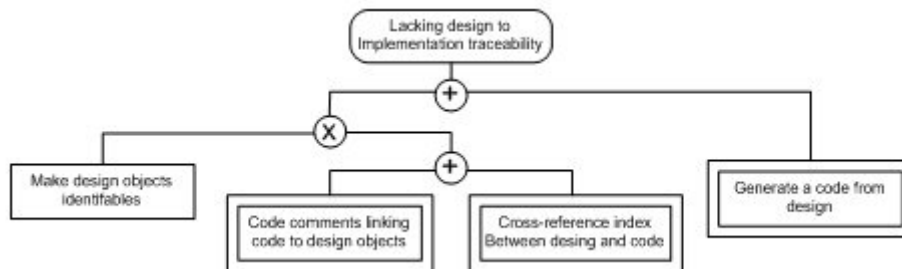 Lacking design to
Implementation traceability
+
X
Make design objects
identifables
+
Code comments linking
code to design objects
Cross-reference index
Between desing and code
Generate a code from
design